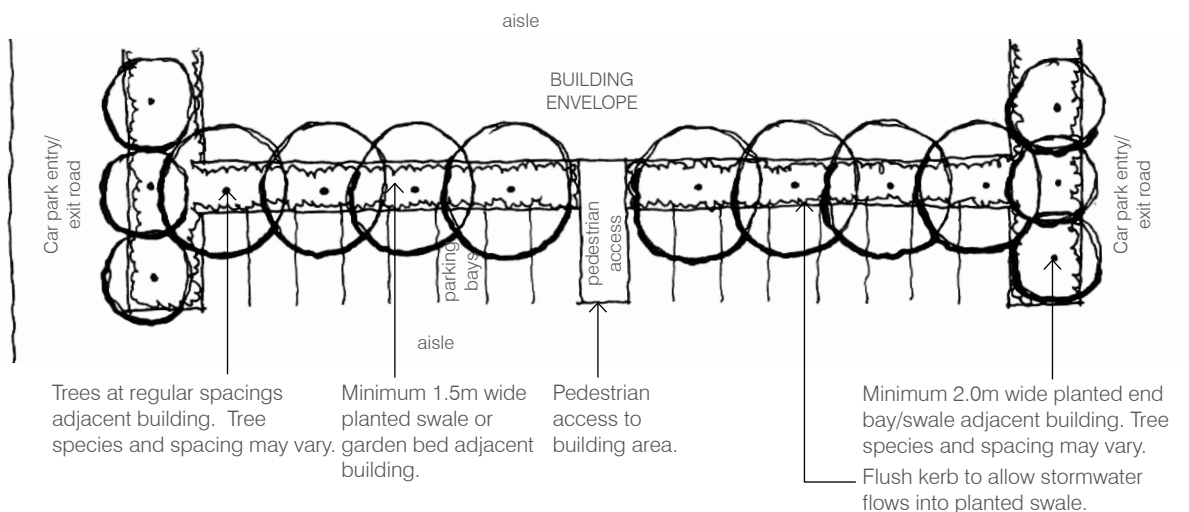 aisle
BUILDING
ENVELOPE
Car park entry/
exit road
parking
bays
pedestrian
access
Car park entry/
exit road
aisle
Trees at regular spacings
adjacent building. Tree
species and spacing may vary.
Minimum 1.5m wide
planted swale or
garden bed adjacent
building.
Pedestrian
access to
building area.
Minimum 2.0m wide planted end
bay/swale adjacent building. Tree
species and spacing may vary.
Flush kerb to allow stormwater
flows into planted swale.